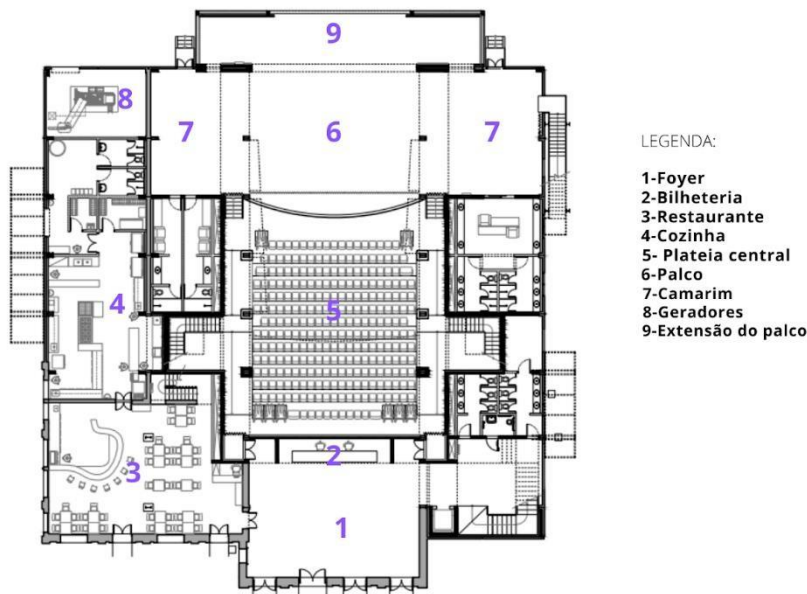 9
8
7
6
7
5
4
3
2
1
LEGENDA:
1-Foyer
2-Bilheteria
3-Restaurante
4-Cozinha
5- Plateia central
6-Palco
7-Camarim
8-Geradores
9-Extensão do palco